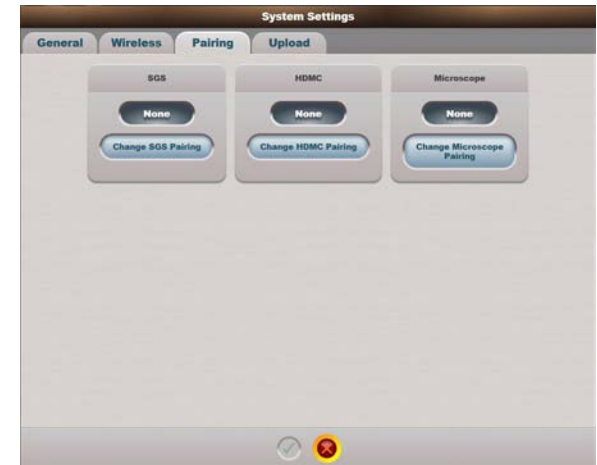 System Settings
General Wireless Pairing Upload
SGS HDMC Microscope
None None None
Change SGS Pairing Change HDMC Pairing Change Microscope
Pairing